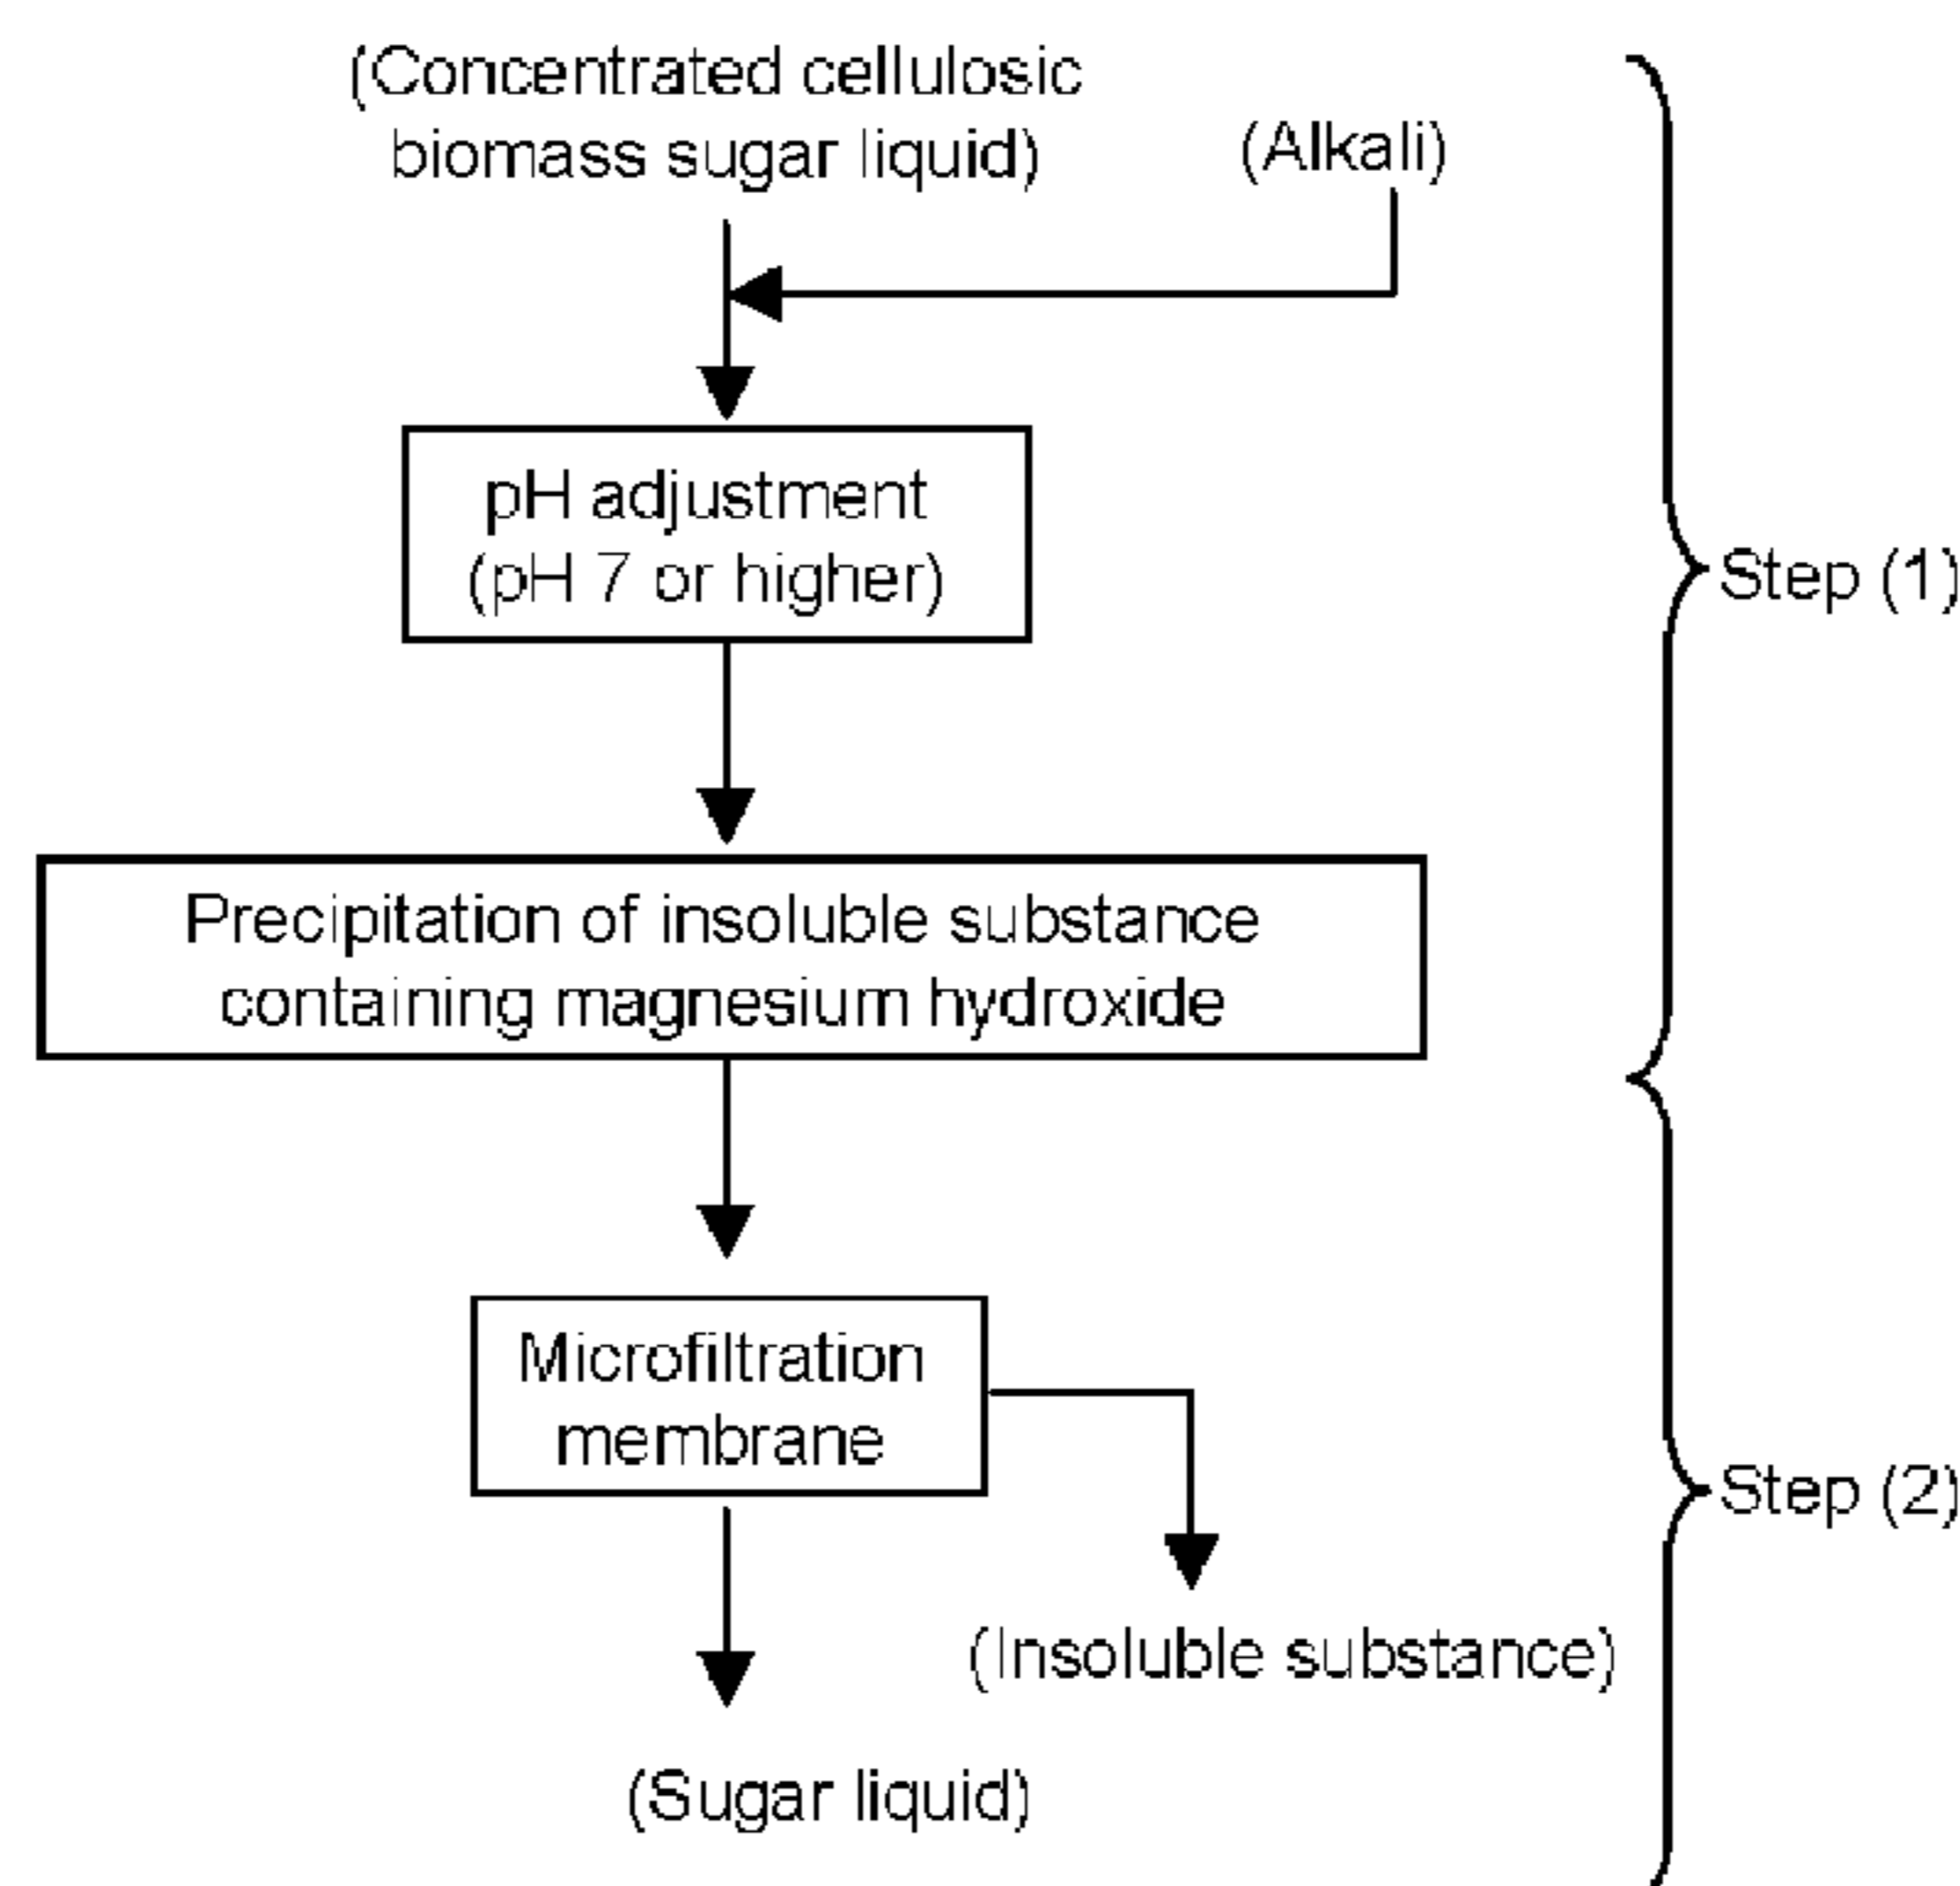 (Concentrated cellulosic
biomass sugar liquid)
(Alkali)
pH adjustment
(pH 7 or higher)
Step (1)
Precipitation of insoluble substance
containing magnesium hydroxide
Microfiltration
membrane
Step (2)
(Insoluble substance)
(Sugar liquid)